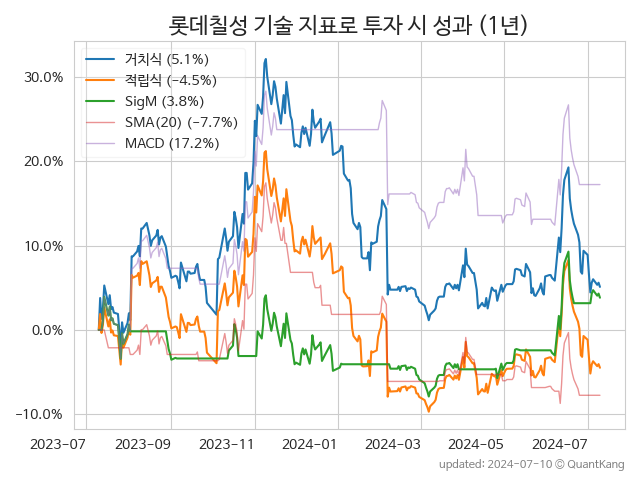 롯데칠성 기술 지표로 투자 시 성과 (1년)
거치식 (5.1%)
적립식 (−4.5%)
SigM (3.8%)
SMA(20) (−7.7%)
MACD (17.2%)
30.0%
20.0%
10.0%
0.0%
−10.0%
2023−07
2023−09
2023−11
2024−01
2024−03
2024−05
2024−07
updated: 2024-07-10 © QuantKang